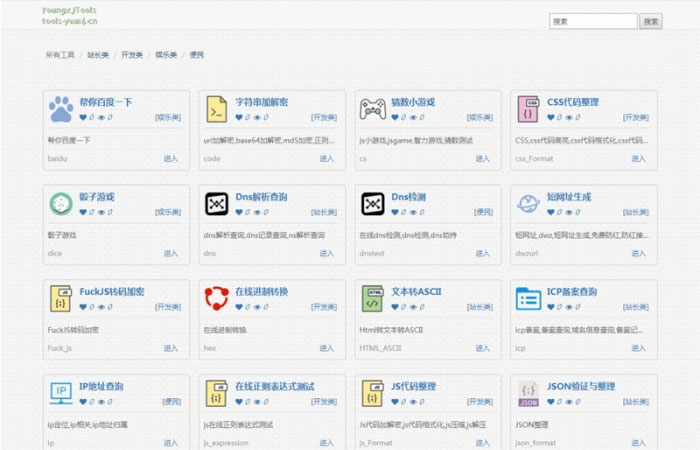 YoungxjTools
tools·yum6·cn
搜索 搜索
所有工具 / 站长类 / 开发类 / 娱乐类 / 便民
帮你百度一下 字符串加解密 猜数小游戏 CSS代码整理
0 0 [娱乐类] 0 0 [开发类] 0 0 [娱乐类] 0 0 [开发类]
帮你百度一下 url加解密,base64加解密,md5加密,正则... js小游戏,jsgame,智力游戏,猜数测试 CSS,css代码高亮,css代码格式化,css代码...
baidu 进入 code 进入 cs 进入 css_Format 进入
骰子游戏 Dns解析查询 Dns检测 短网址生成
0 0 [娱乐类] 0 0 [站长类] 0 0 [便民] 0 0 [站长类]
骰子游戏 dns解析查询,dns记录查询,ns解析查询 在线dns检测,dns检测,dns劫持 短网址,dwz,短网址生成,免费防红,防红接...
dice 进入 dns 进入 dnstest 进入 dwzurl 进入
FuckJS转码加密 在线进制转换 文本转ASCII ICP备案查询
0 0 [开发类] 0 0 [开发类] 0 0 [站长类] 0 0 [站长类]
FuckJS转码加密 在线进制转换 Html转文本转ASCII icp备案,备案查询,域名信息查询,备案记...
Fuck_js 进入 hex 进入 HTML_ASCII 进入 icp 进入
IP IP地址查询 在线正则表达式测试 JS代码整理 JSON JSON验证与整理
0 0 [便民] 0 0 [开发类] 0 0 [开发类] 0 0 [站长类]
ip定位,ip相关,ip地址归属 js在线正则表达式测试 Js代码加解密,js代码格式化,js压缩,js解压 JSON整理
ip 进入 js_expression 进入 js_Format 进入 json_format 进入